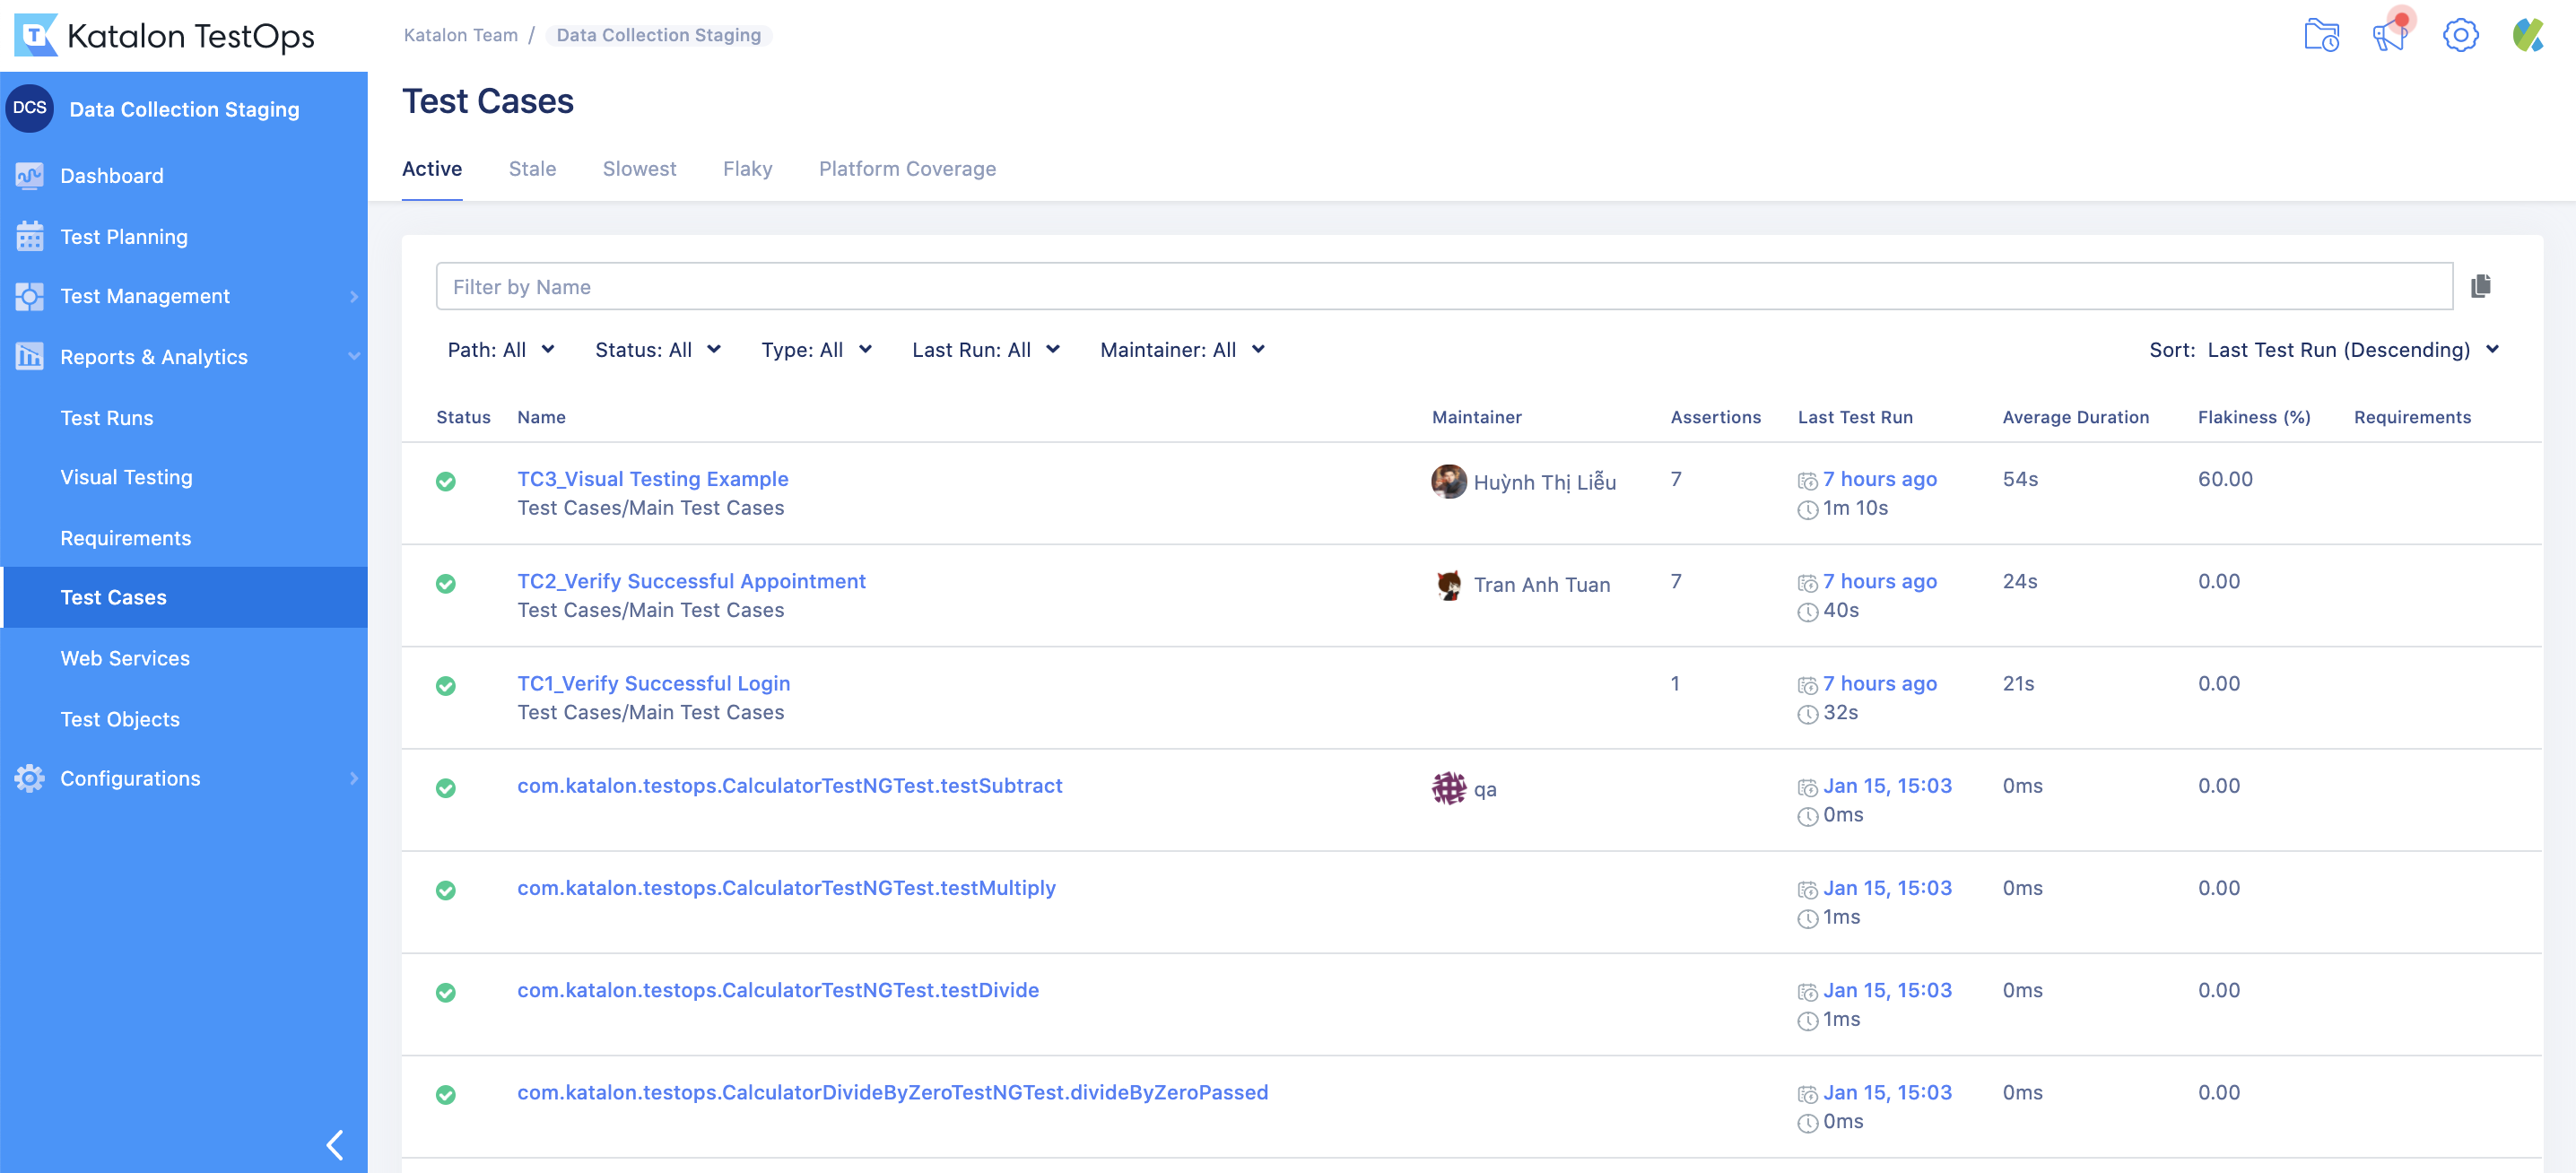 Katalon TestOps
Katalon Team / Data Collection Staging
DCS Data Collection Staging
Dashboard
Test Planning
Test Management
Reports & Analytics
Test Runs
Visual Testing
Requirements
Test Cases
Web Services
Test Objects
Configurations
Test Cases
Active Stale Slowest Flaky Platform Coverage
Filter by Name
Path: All Status: All Type: All Last Run: All Maintainer: All Sort: Last Test Run (Descending)
Status Name Maintainer Assertions Last Test Run Average Duration Flakiness (%) Requirements
TC3_Visual Testing Example Huỳnh Thị Liễu 7 7 hours ago 54s 60.00
Test Cases/Main Test Cases 1m 10s
TC2_Verify Successful Appointment Tran Anh Tuan 7 7 hours ago 24s 0.00
Test Cases/Main Test Cases 40s
TC1_Verify Successful Login 1 7 hours ago 21s 0.00
Test Cases/Main Test Cases 32s
com.katalon.testops.CalculatorTestNGTest.testSubtract qa Jan 15, 15:03 0ms 0.00
0ms
com.katalon.testops.CalculatorTestNGTest.testMultiply Jan 15, 15:03 0ms 0.00
1ms
com.katalon.testops.CalculatorTestNGTest.testDivide Jan 15, 15:03 0ms 0.00
1ms
com.katalon.testops.CalculatorDivideByZeroTestNGTest.divideByZeroPassed Jan 15, 15:03 0ms 0.00
0ms